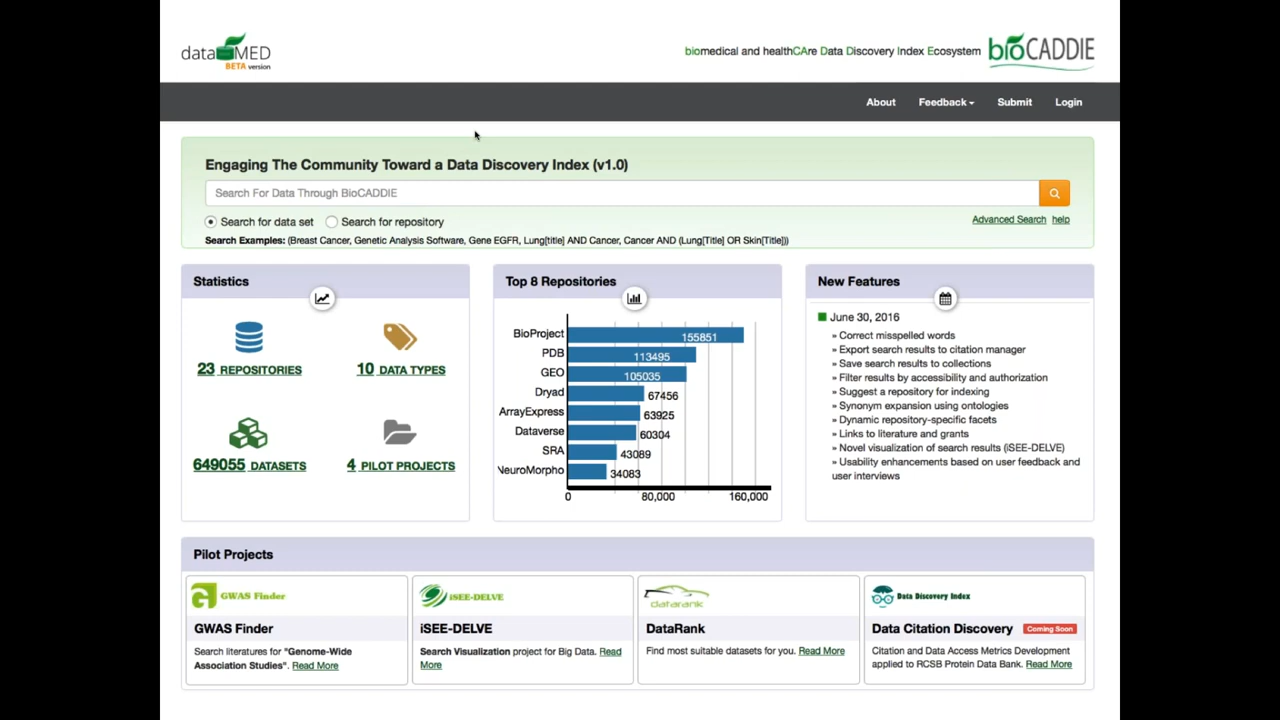 data MED
BETA version
biomedical and healthCAre Data Discovery Index Ecosystem
bioCADDIE
About
Feedback
Submit
Login
Engaging The Community Toward a Data Discovery Index (v1.0)
Search For Data Through BioCADDIE
Search for data set
Search for repository
Advanced Search
help
Search Examples: (Breast Cancer, Genetic Analysis Software, Gene EGFR, Lung[title] AND Cancer, Cancer AND (Lung[Title] OR Skin[Title]))
Statistics
23 REPOSITORIES
10 DATA TYPES
649055 DATASETS
4 PILOT PROJECTS
Top 8 Repositories
BioProject 155851
PDB 113495
GEO 105035
Dryad 67456
ArrayExpress 63925
Dataverse 60304
SRA 43089
NeuroMorpho 34083
0 80,000 160,000
New Features
June 30, 2016
» Correct misspelled words
» Export search results to citation manager
» Save search results to collections
» Filter results by accessibility and authorization
» Suggest a repository for indexing
» Synonym expansion using ontologies
» Dynamic repository-specific facets
» Links to literature and grants
» Novel visualization of search results (iSEE-DELVE)
» Usability enhancements based on user feedback and
user interviews
Pilot Projects
GWAS Finder
GWAS Finder
Search literatures for "Genome-Wide
Association Studies". Read More
iSEE-DELVE
iSEE-DELVE
Search Visualization project for Big Data. Read
More
datarank
DataRank
Find most suitable datasets for you. Read More
Data Discovery Index
Data Citation Discovery
Coming Soon
Citation and Data Access Metrics Development
applied to RCSB Protein Data Bank. Read More